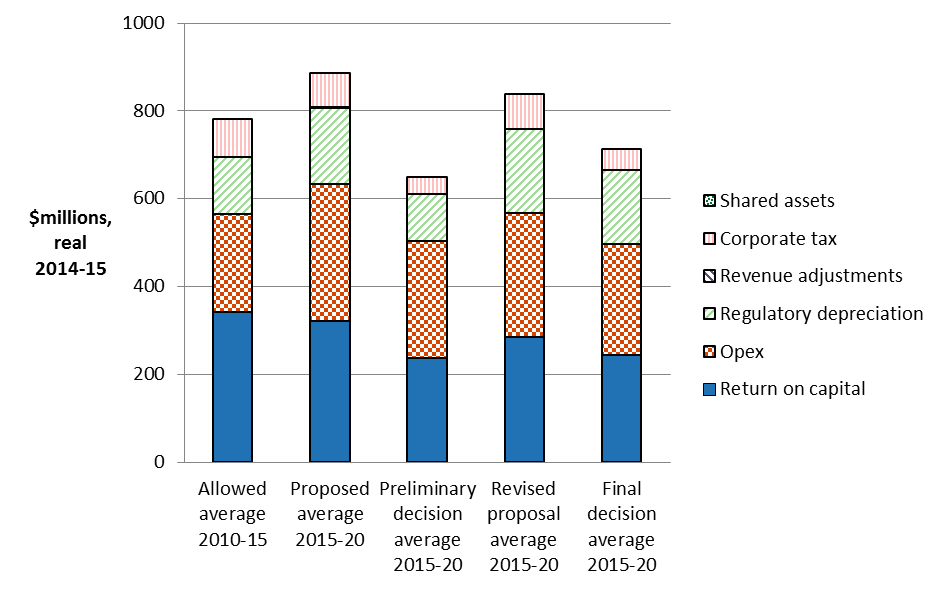 1000
800
600
400
200
0
$millions,
real
2014-15
Allowed
average
2010-15
Proposed
average
2015-20
Preliminary
decision
average
2015-20
Revised
proposal
average
2015-20
Final
decision
average
2015-20
Shared assets
Corporate tax
Revenue adjustments
Regulatory depreciation
Opex
Return on capital